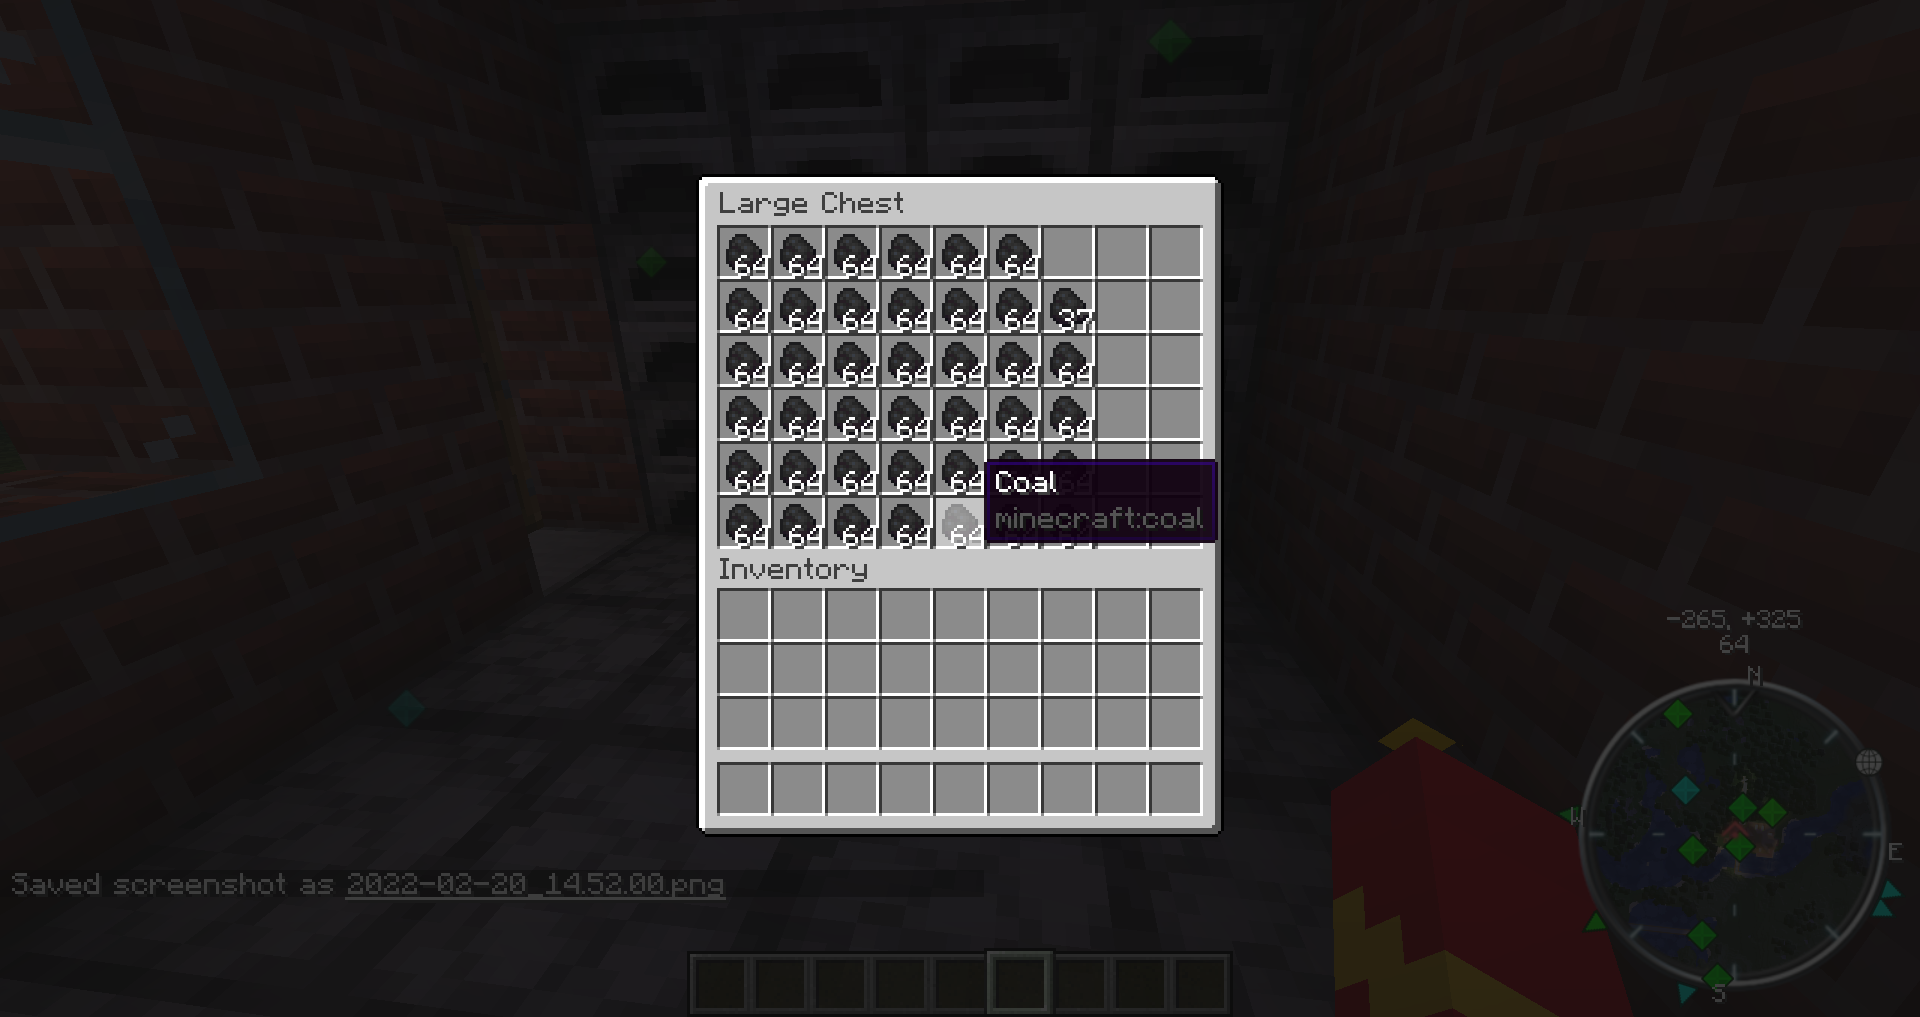 Large Chest
64 64 64 64 64 64
64 64 64 64 64 64 37
64 64 64 64 64 64 64
64 64 64 64 64 64 64
64 64 64 64 64 64
Coal
64 64 64 64 64
minecraft:coal
Inventory
-265, +325
64
N
W
E
Saved screenshot as 2022-02-20_14.52.00.png
S